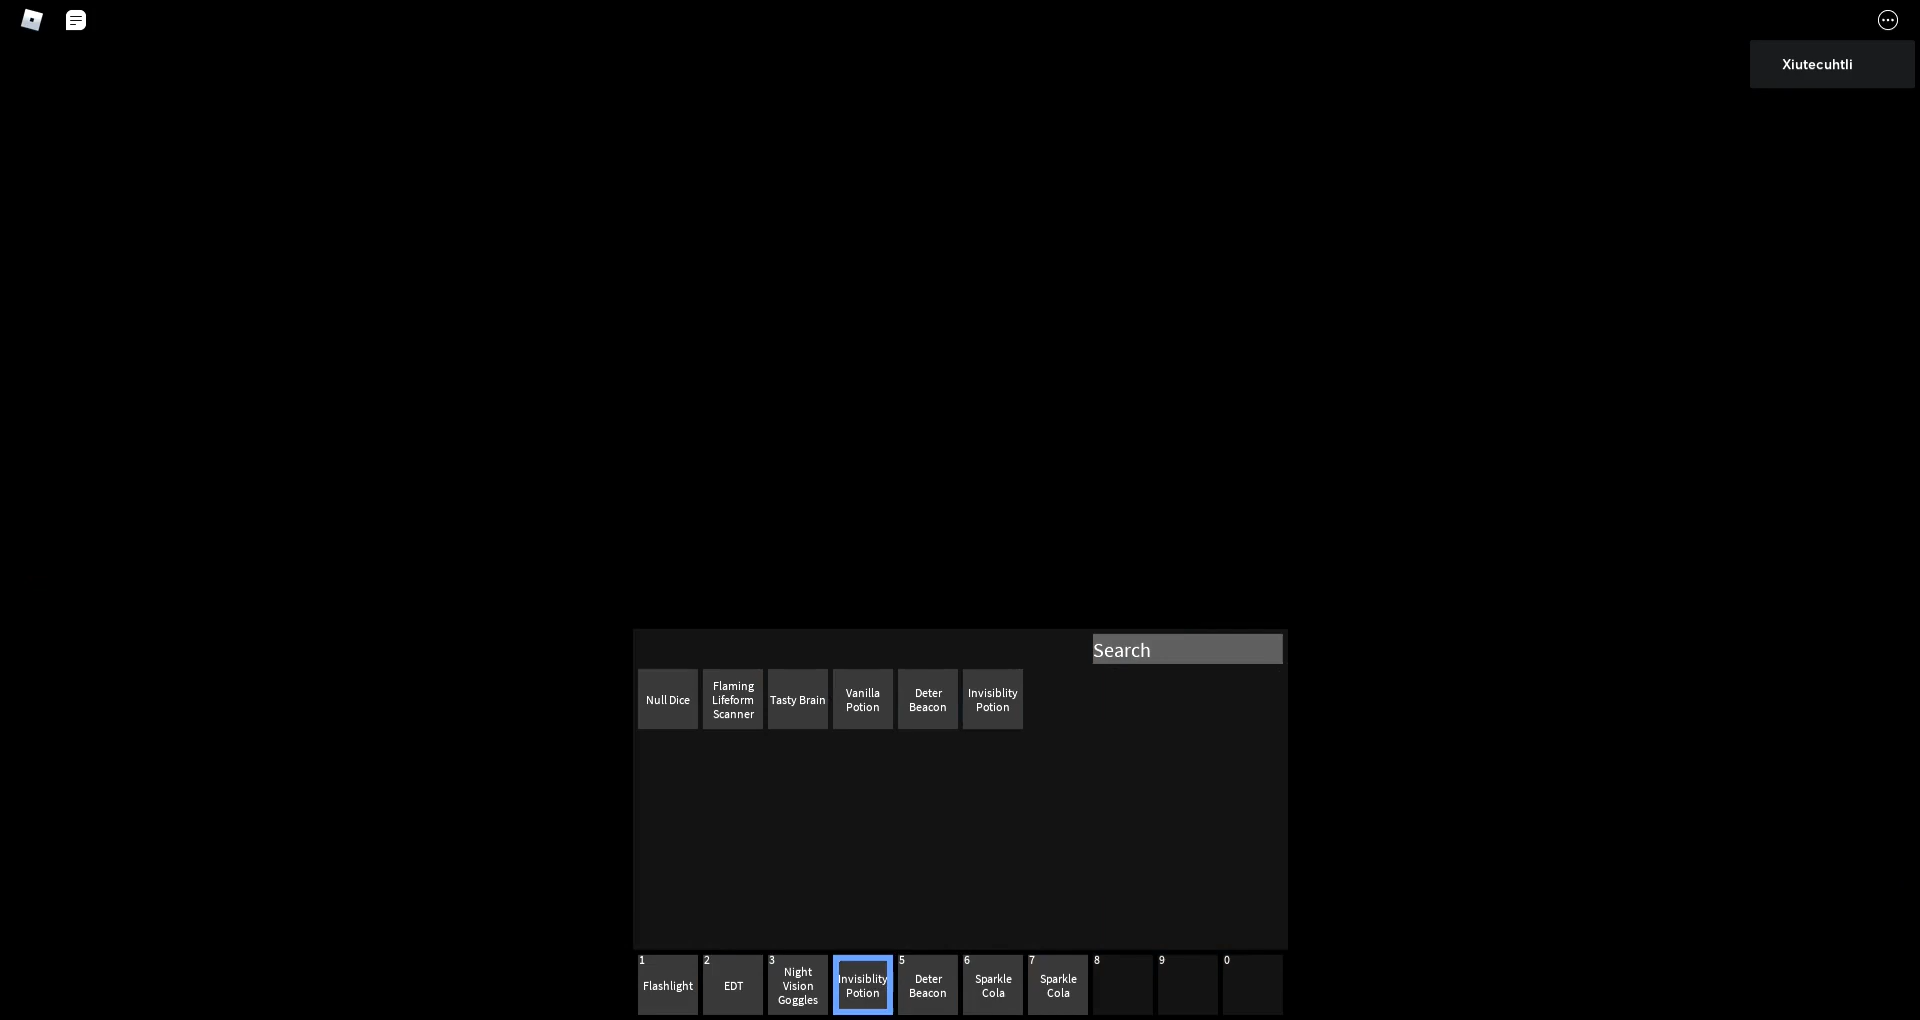 Xiutecuhtli
Search
Null Dice
Flaming
Lifeform
Scanner
Tasty Brain
Vanilla
Potion
Deter
Beacon
Invisiblity
Potion
1
Flashlight
2
EDT
3
Night
Vision
Goggles
Invisiblity
Potion
5
Deter
Beacon
6
Sparkle
Cola
7
Sparkle
Cola
8
9
0